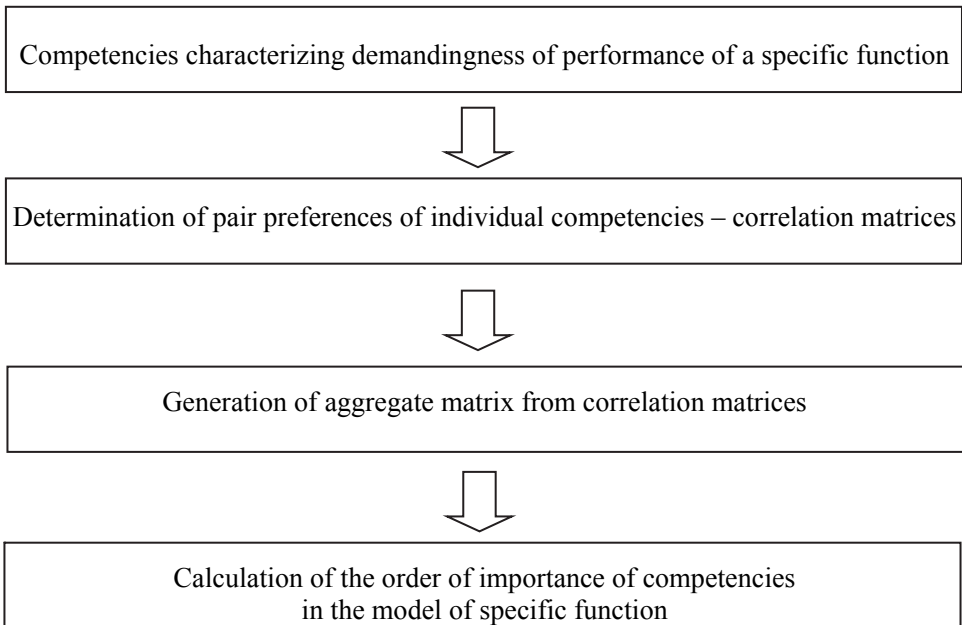 Competencies characterizing demandingness of performance of a specific function
Determination of pair preferences of individual competencies – correlation matrices
Generation of aggregate matrix from correlation matrices
Calculation of the order of importance of competencies
in the model of specific function